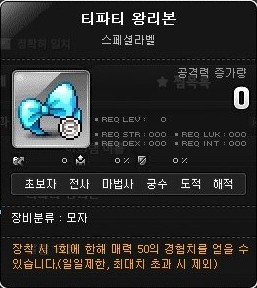 티파티 왕리본
스페셜라벨
공격력 증가량
0
• REQ LEV : 0
• REQ STR : 000 • REQ LUK : 000
• REQ DEX : 000 • REQ INT : 000
0 0 0%
초보자 전사 마법사 궁수 도적 해적
장비분류 : 모자
장착 시 1회에 한해 매력 50의 경험치를 얻을 수
있습니다.(일일제한, 최대치 초과 시 제외)